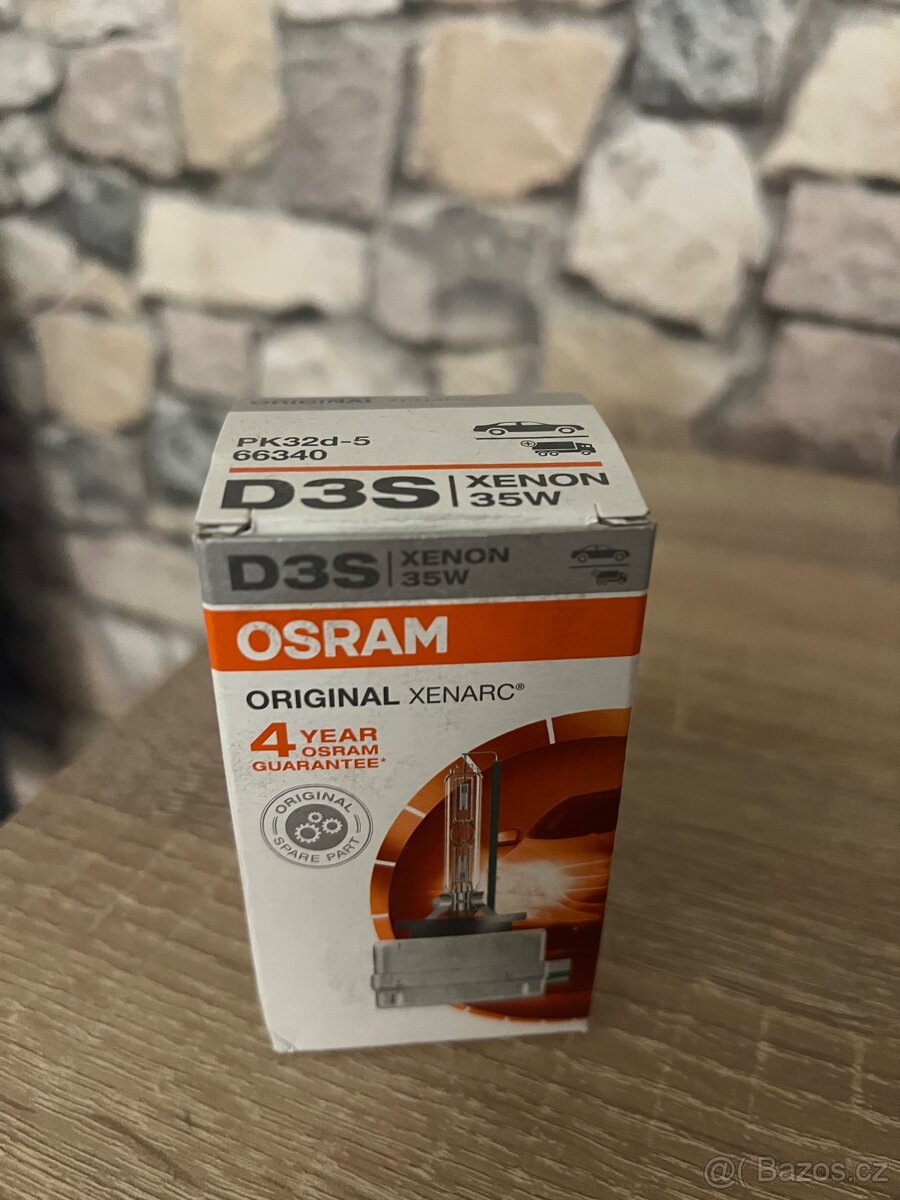 ORIGINAL XENARC
PK32d-5
66340
D3S XENON
35W
D3S XENON
35W
OSRAM
ORIGINAL XENARC®
4 YEAR
OSRAM
GUARANTEE*
ORIGINAL
SPARE PART
@( Bazos.cz